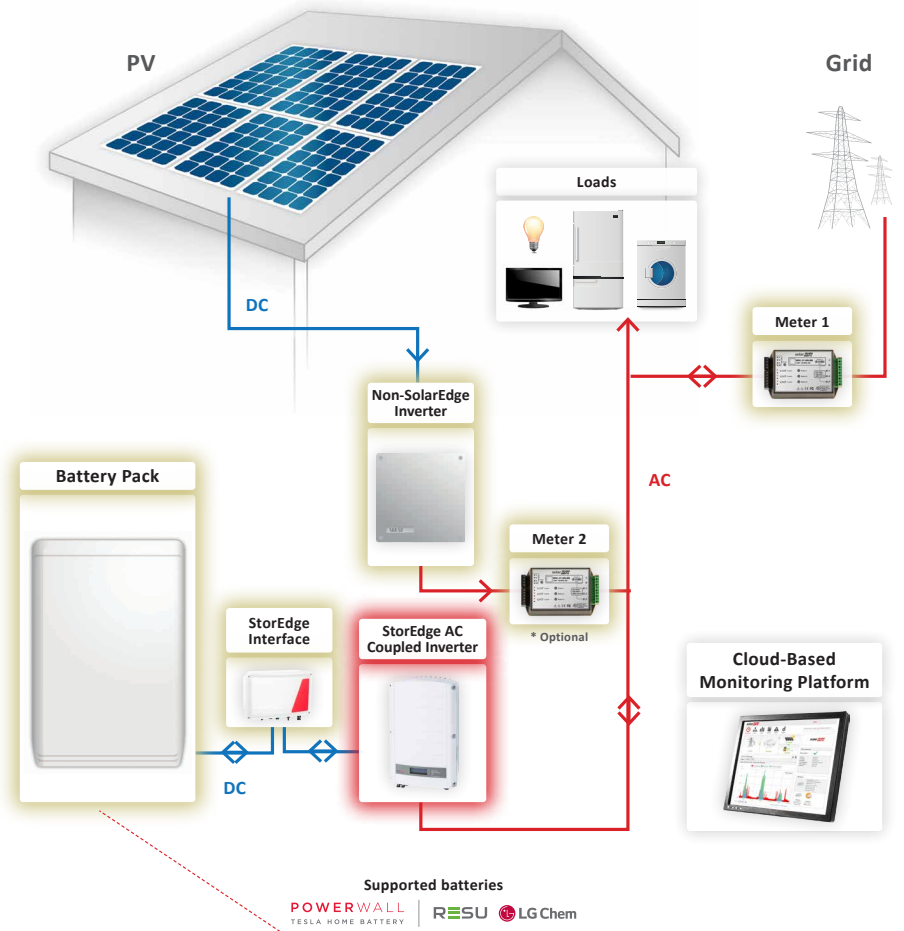 PV
Grid
Loads
DC
Meter 1
Non-SolarEdge
Inverter
Battery Pack
AC
Meter 2
* Optional
StorEdge
Interface
StorEdge AC
Coupled Inverter
Cloud-Based
Monitoring Platform
DC
Supported batteries
POWERWALL
TESLA HOME BATTERY
RESU
LG Chem